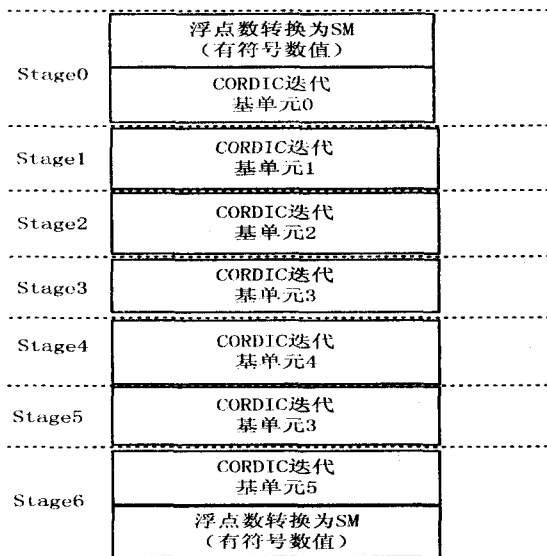 浮点数转换为SM
(有符号数值)
Stage0
CORDIC迭代
基单元0
Stage1
CORDIC迭代
基单元1
Stage2
CORDIC迭代
基单元2
Stage3
CORDIC迭代
基单元3
Stage4
CORDIC迭代
基单元4
Stage5
CORDIC迭代
基单元3
Stage6
CORDIC迭代
基单元5
浮点数转换为SM
(有符号数值)